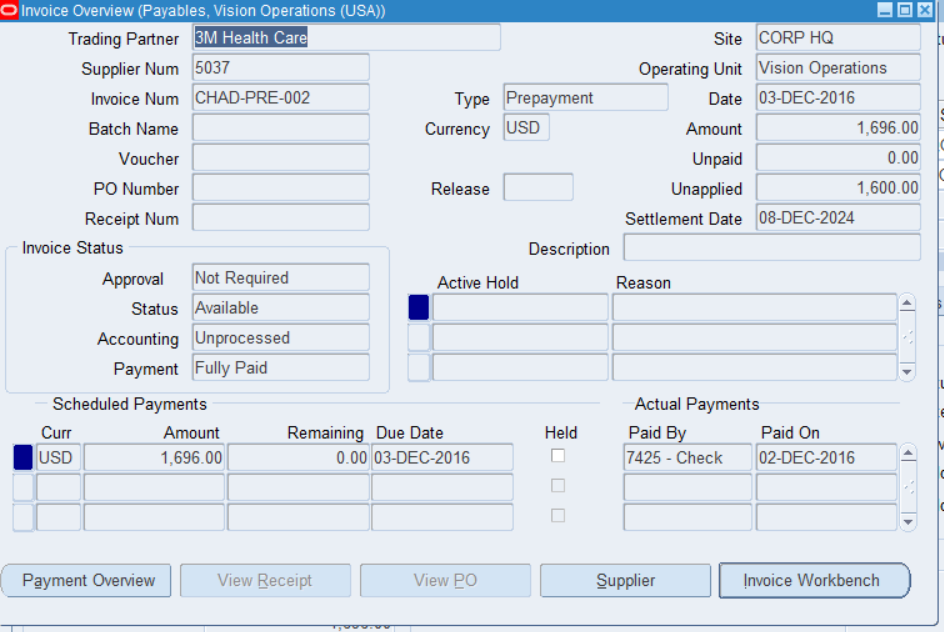 Invoice Overview (Payables, Vision Operations (USA))
Trading Partner 3M Health Care Site CORP HQ
Supplier Num 5037 Operating Unit Vision Operations
Invoice Num CHAD-PRE-002 Type Prepayment Date 03-DEC-2016
Batch Name Currency USD Amount 1,696.00
Voucher Unpaid 0.00
PO Number Release Unapplied 1,600.00
Receipt Num Settlement Date 08-DEC-2024
Invoice Status Description
Approval Not Required Active Hold Reason
Status Available
Accounting Unprocessed
Payment Fully Paid
Scheduled Payments Actual Payments
Curr Amount Remaining Due Date Held Paid By Paid On
USD 1,696.00 0.00 03-DEC-2016 7425 - Check 02-DEC-2016
Payment Overview View Receipt View PO Supplier Invoice Workbench